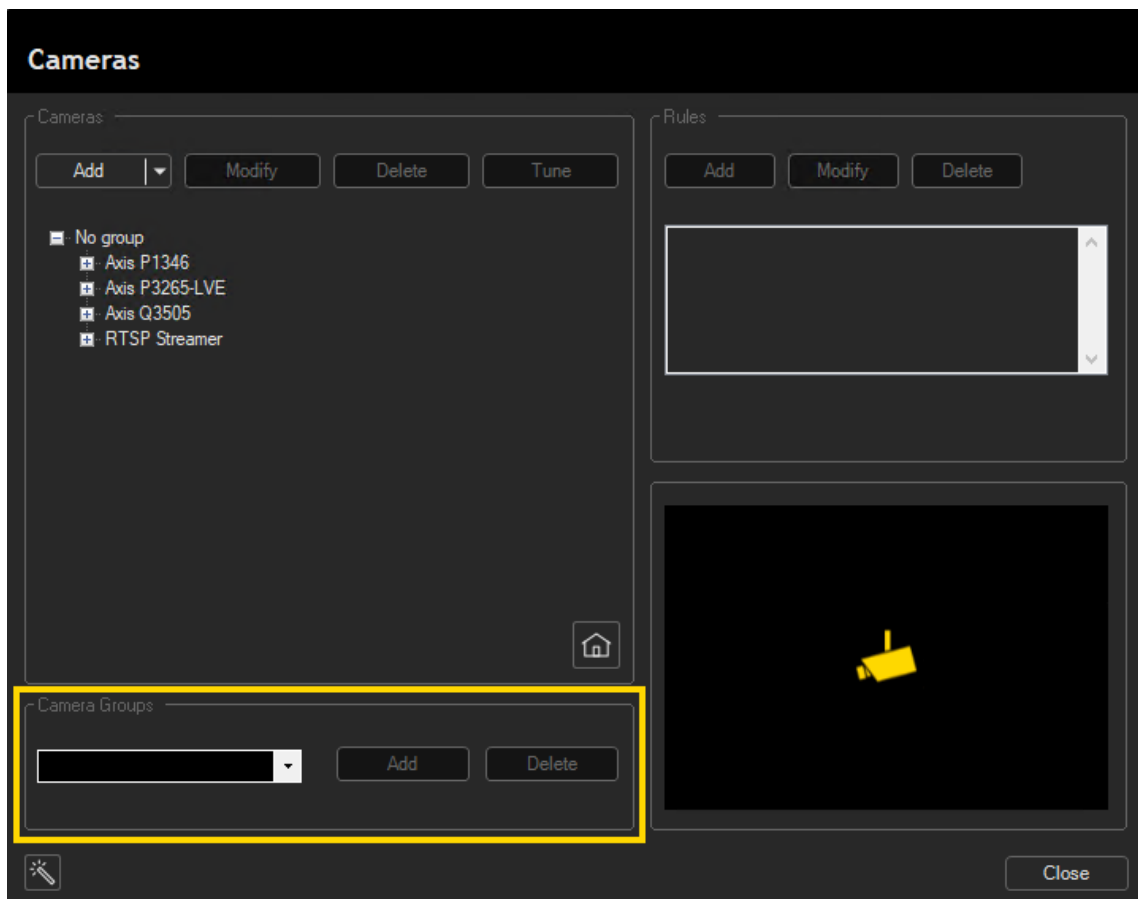 Cameras
Cameras
Add Modify Delete Tune
No group
Axis P1346
Axis P3265-LVE
Axis Q3505
RTSP Streamer
Rules
Add Modify Delete
Camera Groups
Add Delete
Close